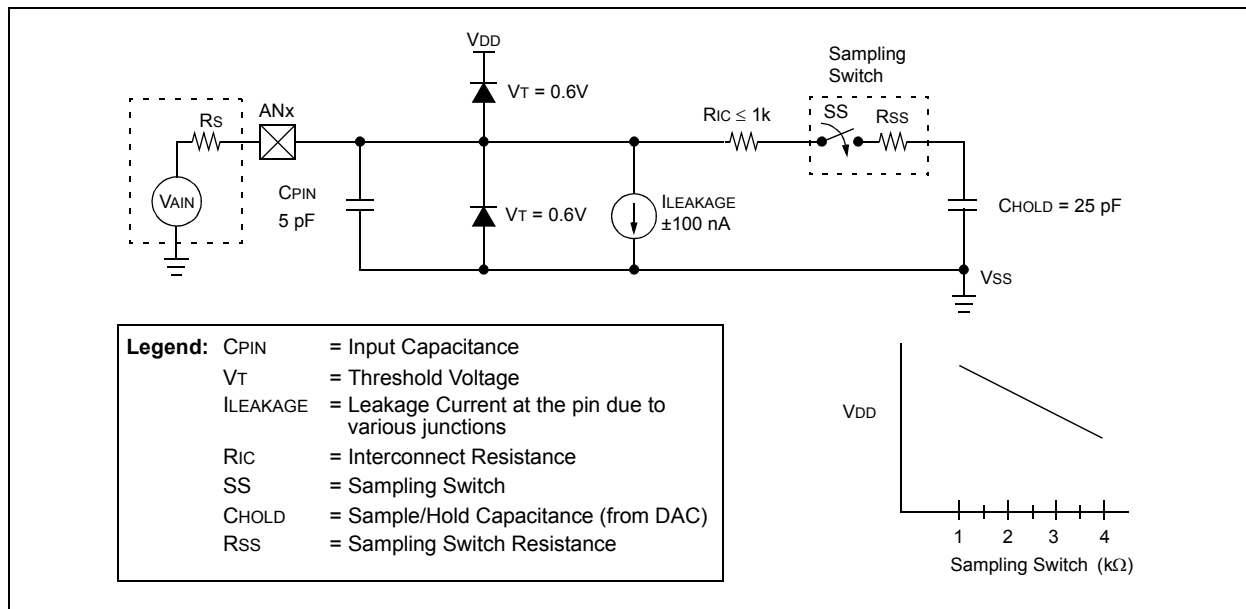 VDD
Sampling
Switch
VT = 0.6V
ANx
RS
RIC ≤ 1k
SS
RSS
VAIN
CPIN
5 pF
VT = 0.6V
ILEAKAGE
±100 nA
CHOLD = 25 pF
VSS
Legend: CPIN = Input Capacitance
VT = Threshold Voltage
ILEAKAGE = Leakage Current at the pin due to
various junctions
RIC = Interconnect Resistance
SS = Sampling Switch
CHOLD = Sample/Hold Capacitance (from DAC)
RSS = Sampling Switch Resistance
VDD
1 2 3 4
Sampling Switch (kΩ)